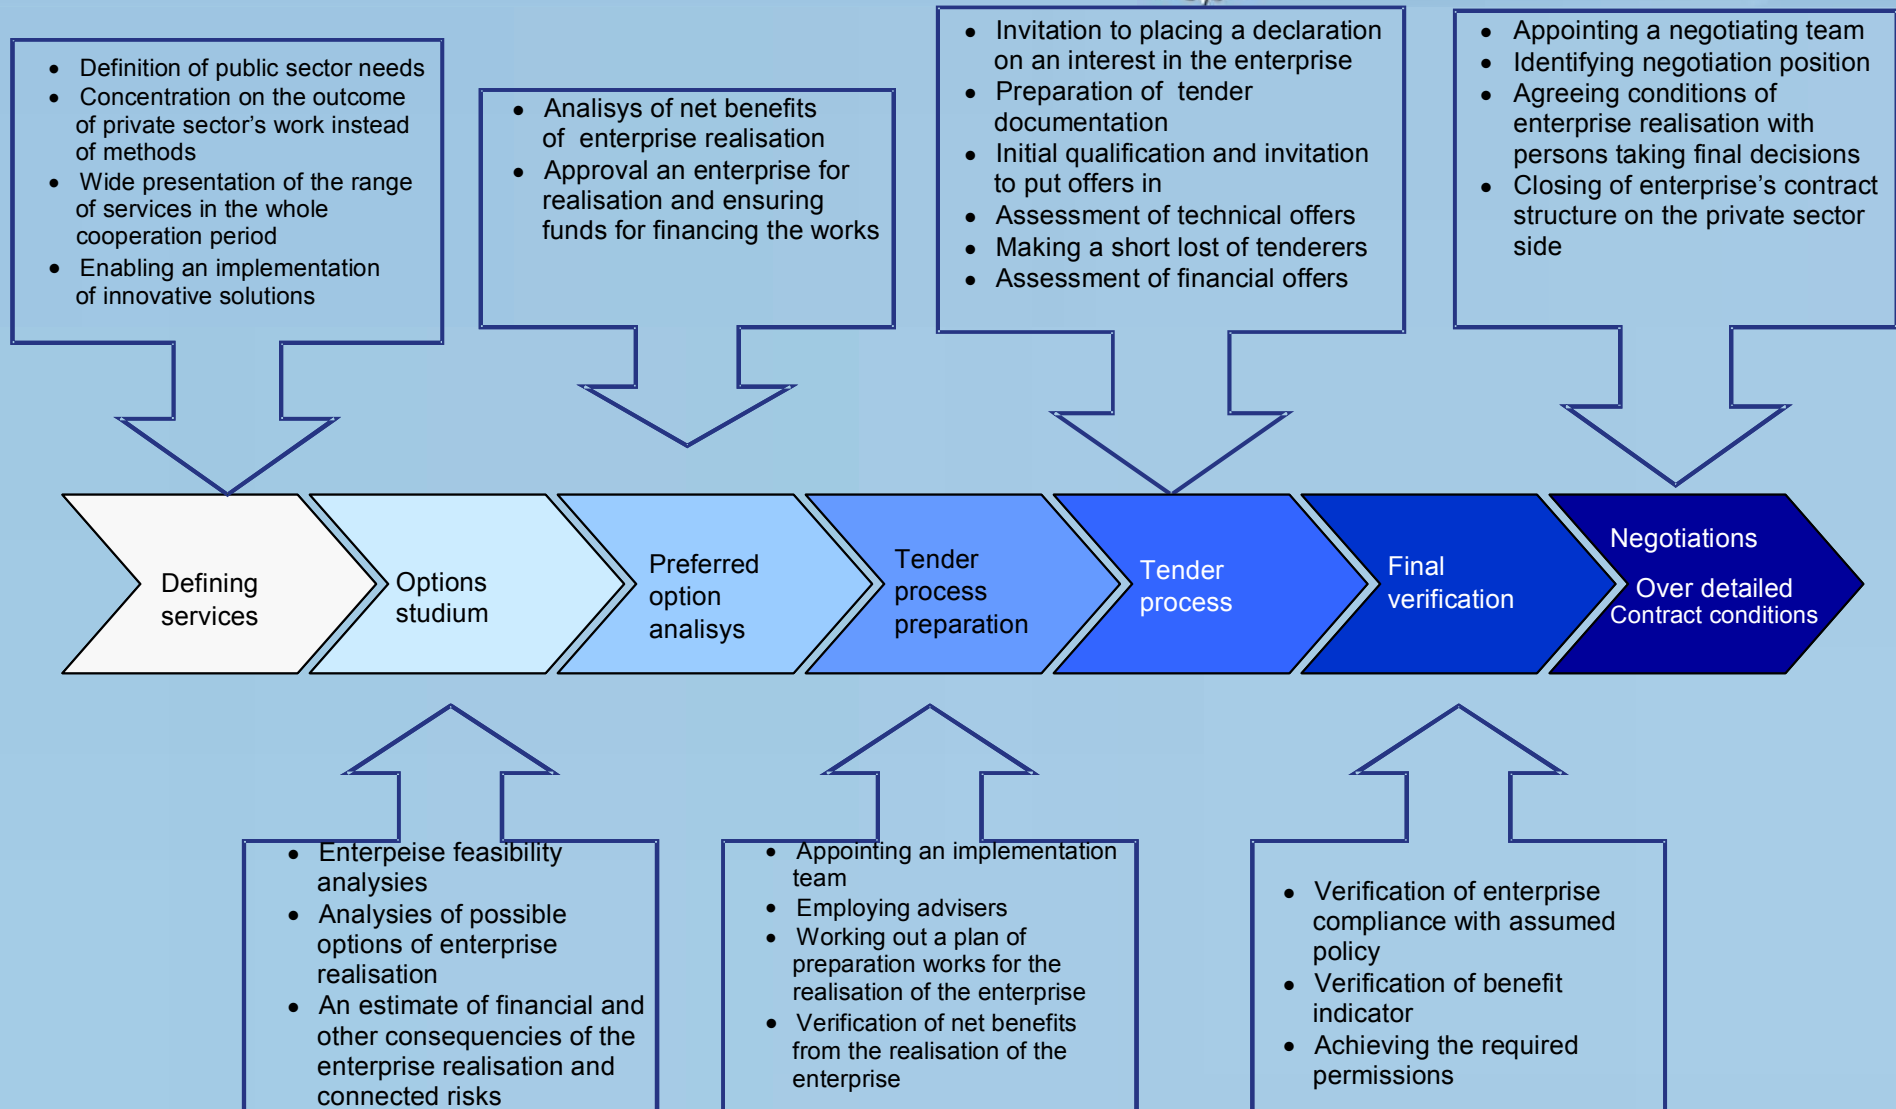 • Definition of public sector needs
• Concentration on the outcome
of private sector's work instead
of methods
• Wide presentation of the range
of services in the whole
cooperation period
• Enabling an implementation
of innovative solutions
• Analisys of net benefits
of enterprise realisation
• Approval an enterprise for
realisation and ensuring
funds for financing the works
• Invitation to placing a declaration
on an interest in the enterprise
• Preparation of tender
documentation
• Initial qualification and invitation
to put offers in
• Assessment of technical offers
• Making a short lost of tenderers
• Assessment of financial offers
• Appointing a negotiating team
• Identifying negotiation position
• Agreeing conditions of
enterprise realisation with
persons taking final decisions
• Closing of enterprise's contract
structure on the private sector
side
Defining
services
Options
studium
Preferred
option
analisys
Tender
process
preparation
Tender
process
Final
verification
Negotiations
Over detailed
Contract conditions
• Enterpeise feasibility
analysies
• Analysies of possible
options of enterprise
realisation
• An estimate of financial and
other consequencies of the
enterprise realisation and
connected risks
• Appointing an implementation
team
• Employing advisers
• Working out a plan of
preparation works for the
realisation of the enterprise
• Verification of net benefits
from the realisation of the
enterprise
• Verification of enterprise
compliance with assumed
policy
• Verification of benefit
indicator
• Achieving the required
permissions